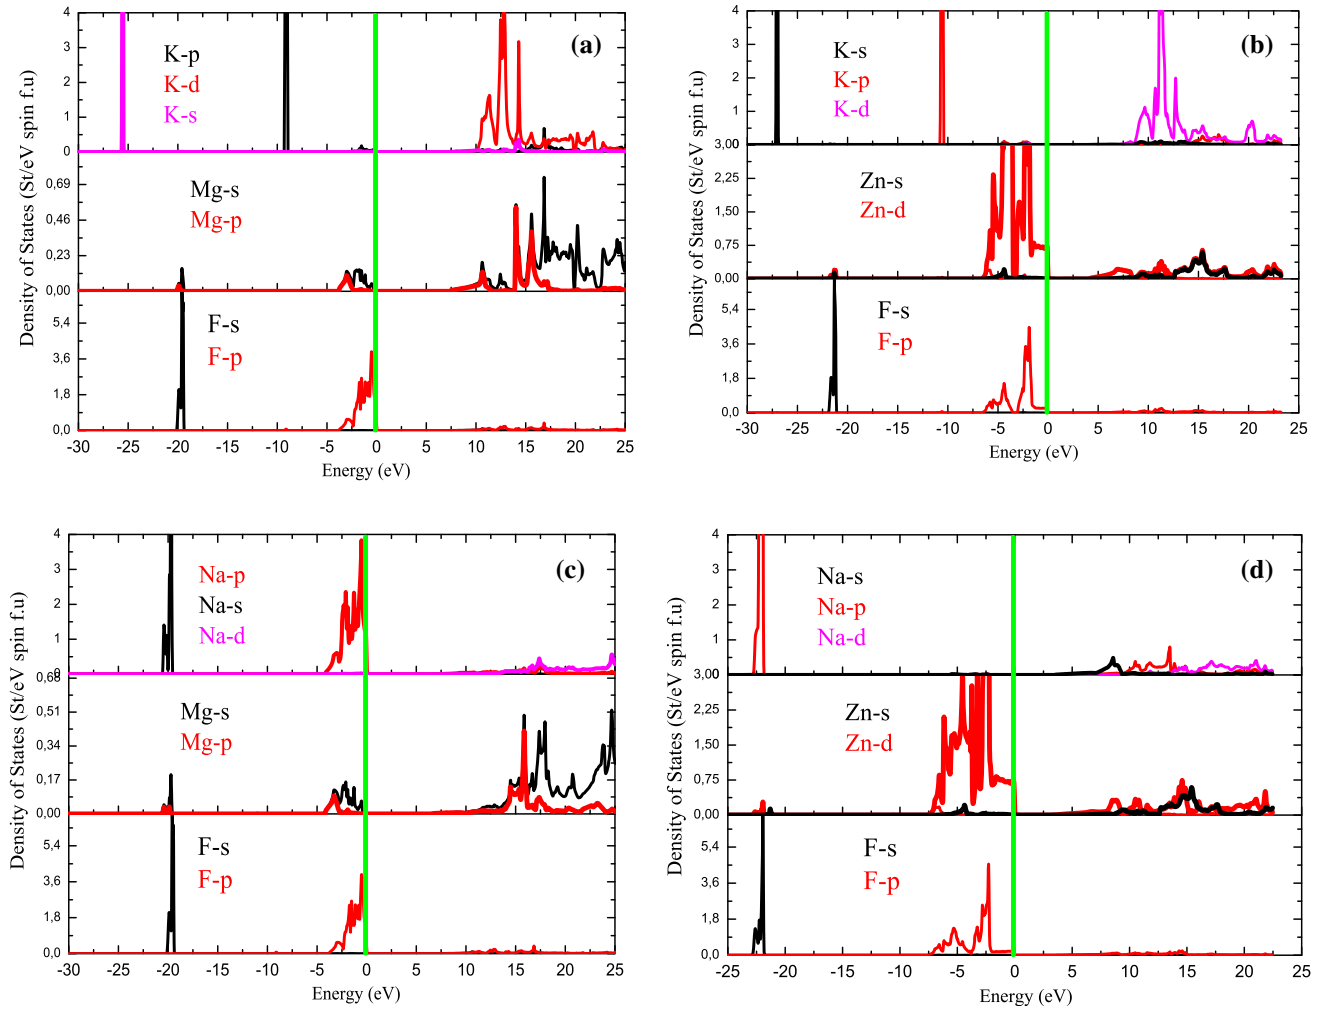 (a)
K-p
K-d
K-s
4
3
2
1
0
Mg-s
Mg-p
0,69
0,46
0,23
0,00
F-s
F-p
5,4
3,6
1,8
0,0
-30 -25 -20 -15 -10 -5 0 5 10 15 20 25
Energy (eV)
Density of States (St/eV spin f.u)
(b)
K-s
K-p
K-d
4
3
2
1
3,00
Zn-s
Zn-d
2,25
1,50
0,75
0,00
F-s
F-p
5,4
3,6
1,8
0,0
-30 -25 -20 -15 -10 -5 0 5 10 15 20 25
Energy (eV)
Density of States (St/eV spin f.u)
(c)
Na-p
Na-s
Na-d
4
3
2
1
0
0,68
Mg-s
Mg-p
0,51
0,34
0,17
0,00
F-s
F-p
5,4
3,6
1,8
0,0
-30 -25 -20 -15 -10 -5 0 5 10 15 20 25
Energy (eV)
Density of States (St/eV spin f.u)
(d)
Na-s
Na-p
Na-d
4
3
2
1
3,00
Zn-s
Zn-d
2,25
1,50
0,75
0,00
F-s
F-p
5,4
3,6
1,8
0,0
-25 -20 -15 -10 -5 0 5 10 15 20 25
Energy (eV)
Density of States (St/eV spin f.u)